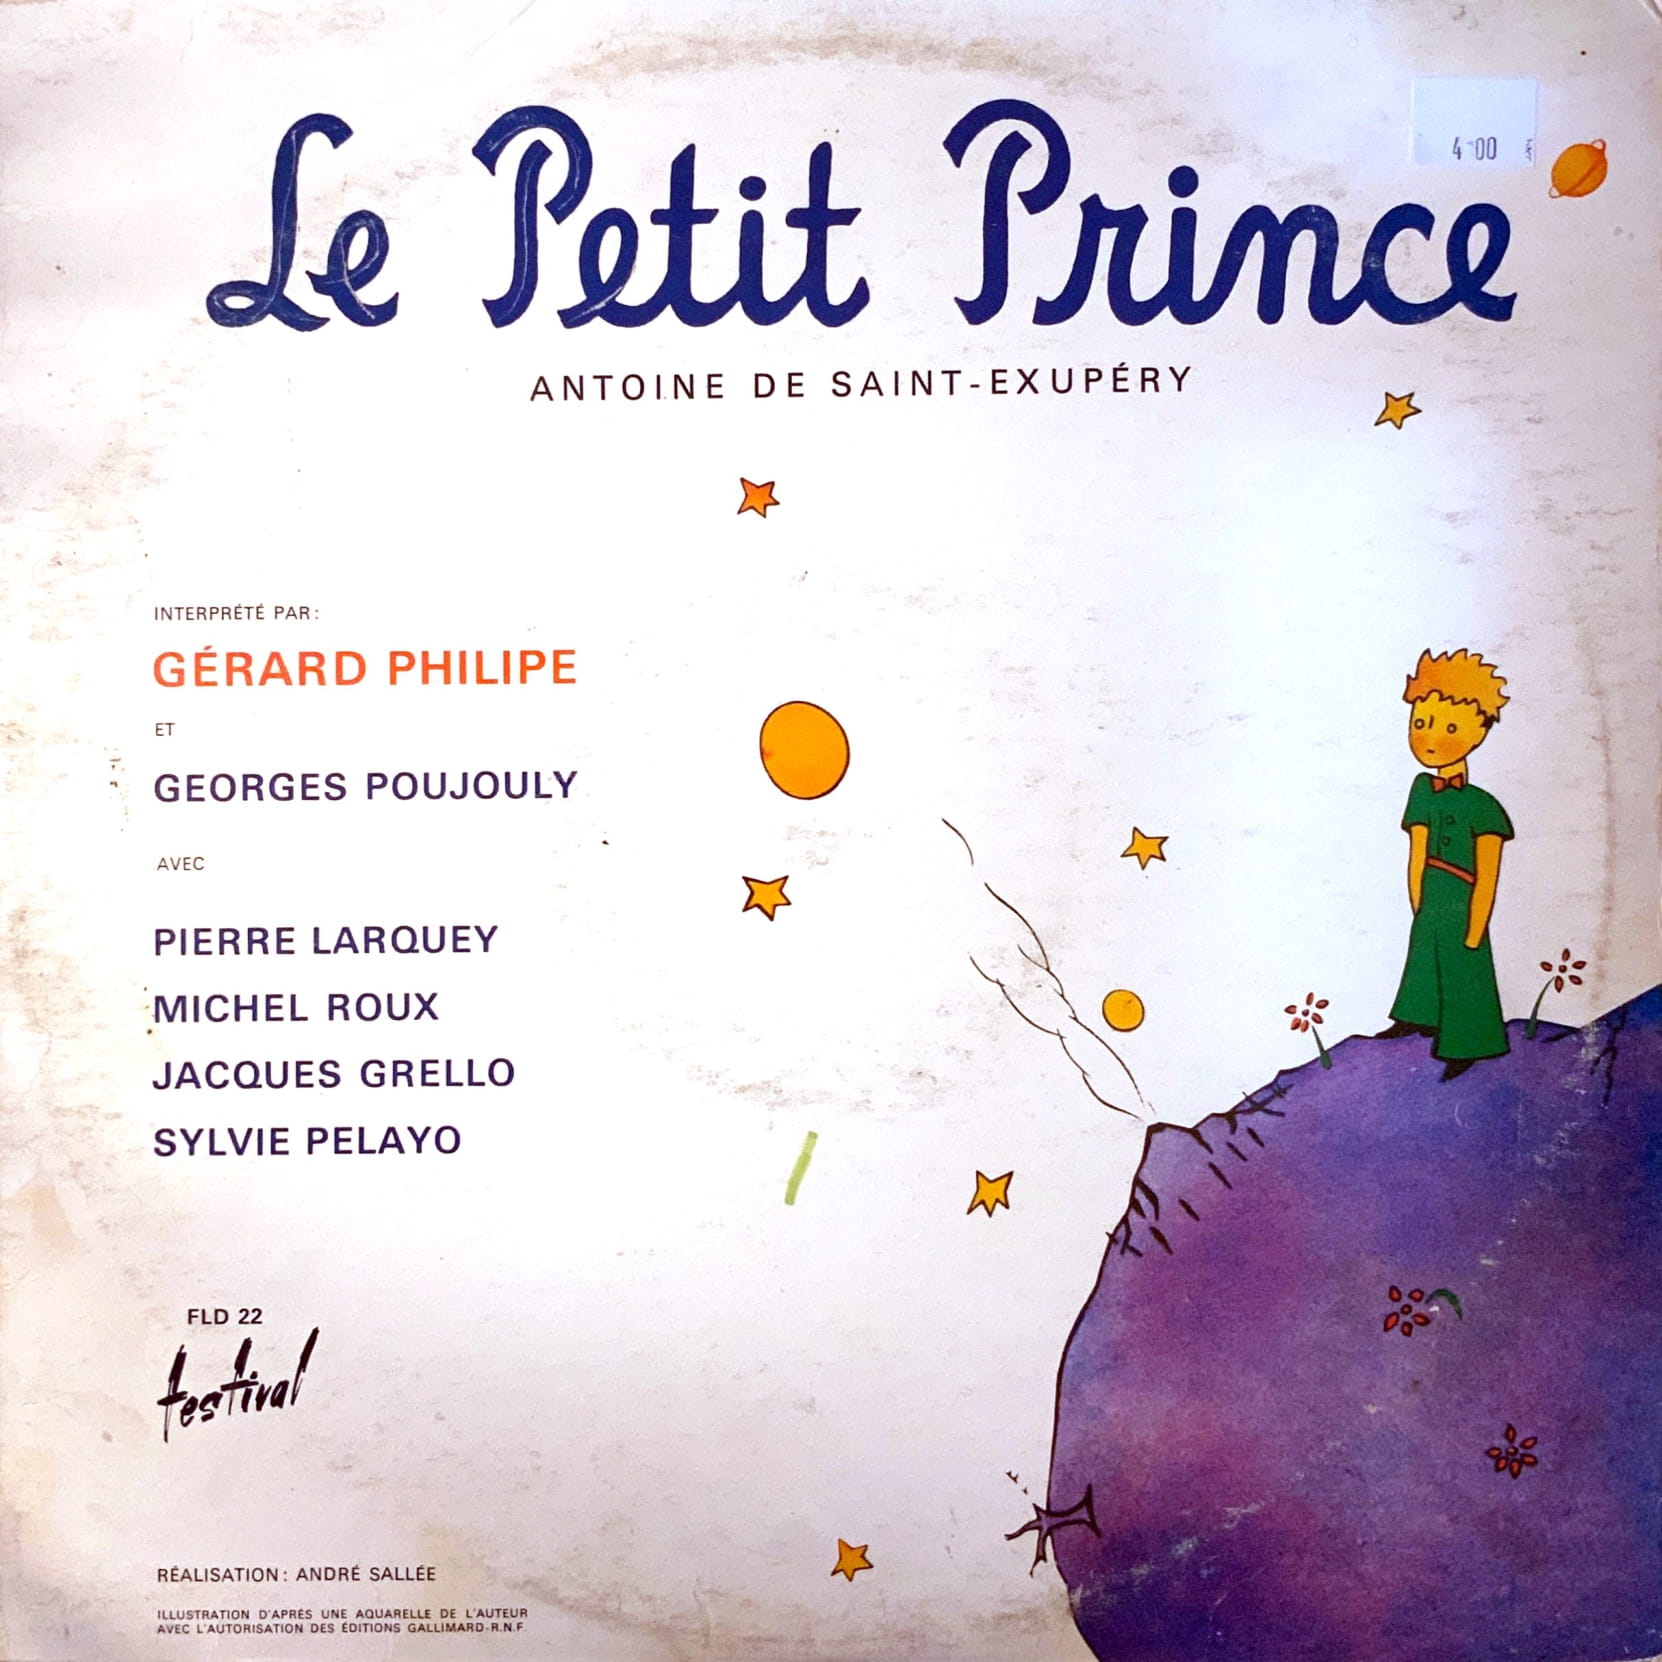 4.00
Le Petit Prince
ANTOINE DE SAINT-EXUPÉRY
INTERPRÉTÉ PAR:
GÉRARD PHILIPE
ET
GEORGES POUJOULY
AVEC
PIERRE LARQUEY
MICHEL ROUX
JACQUES GRELLO
SYLVIE PELAYO
FLD 22
festival
RÉALISATION: ANDRÉ SALLÉE
ILLUSTRATION D'APRÈS UNE AQUARELLE DE L'AUTEUR
AVEC L'AUTORISATION DES ÉDITIONS GALLIMARD-R.N.F.